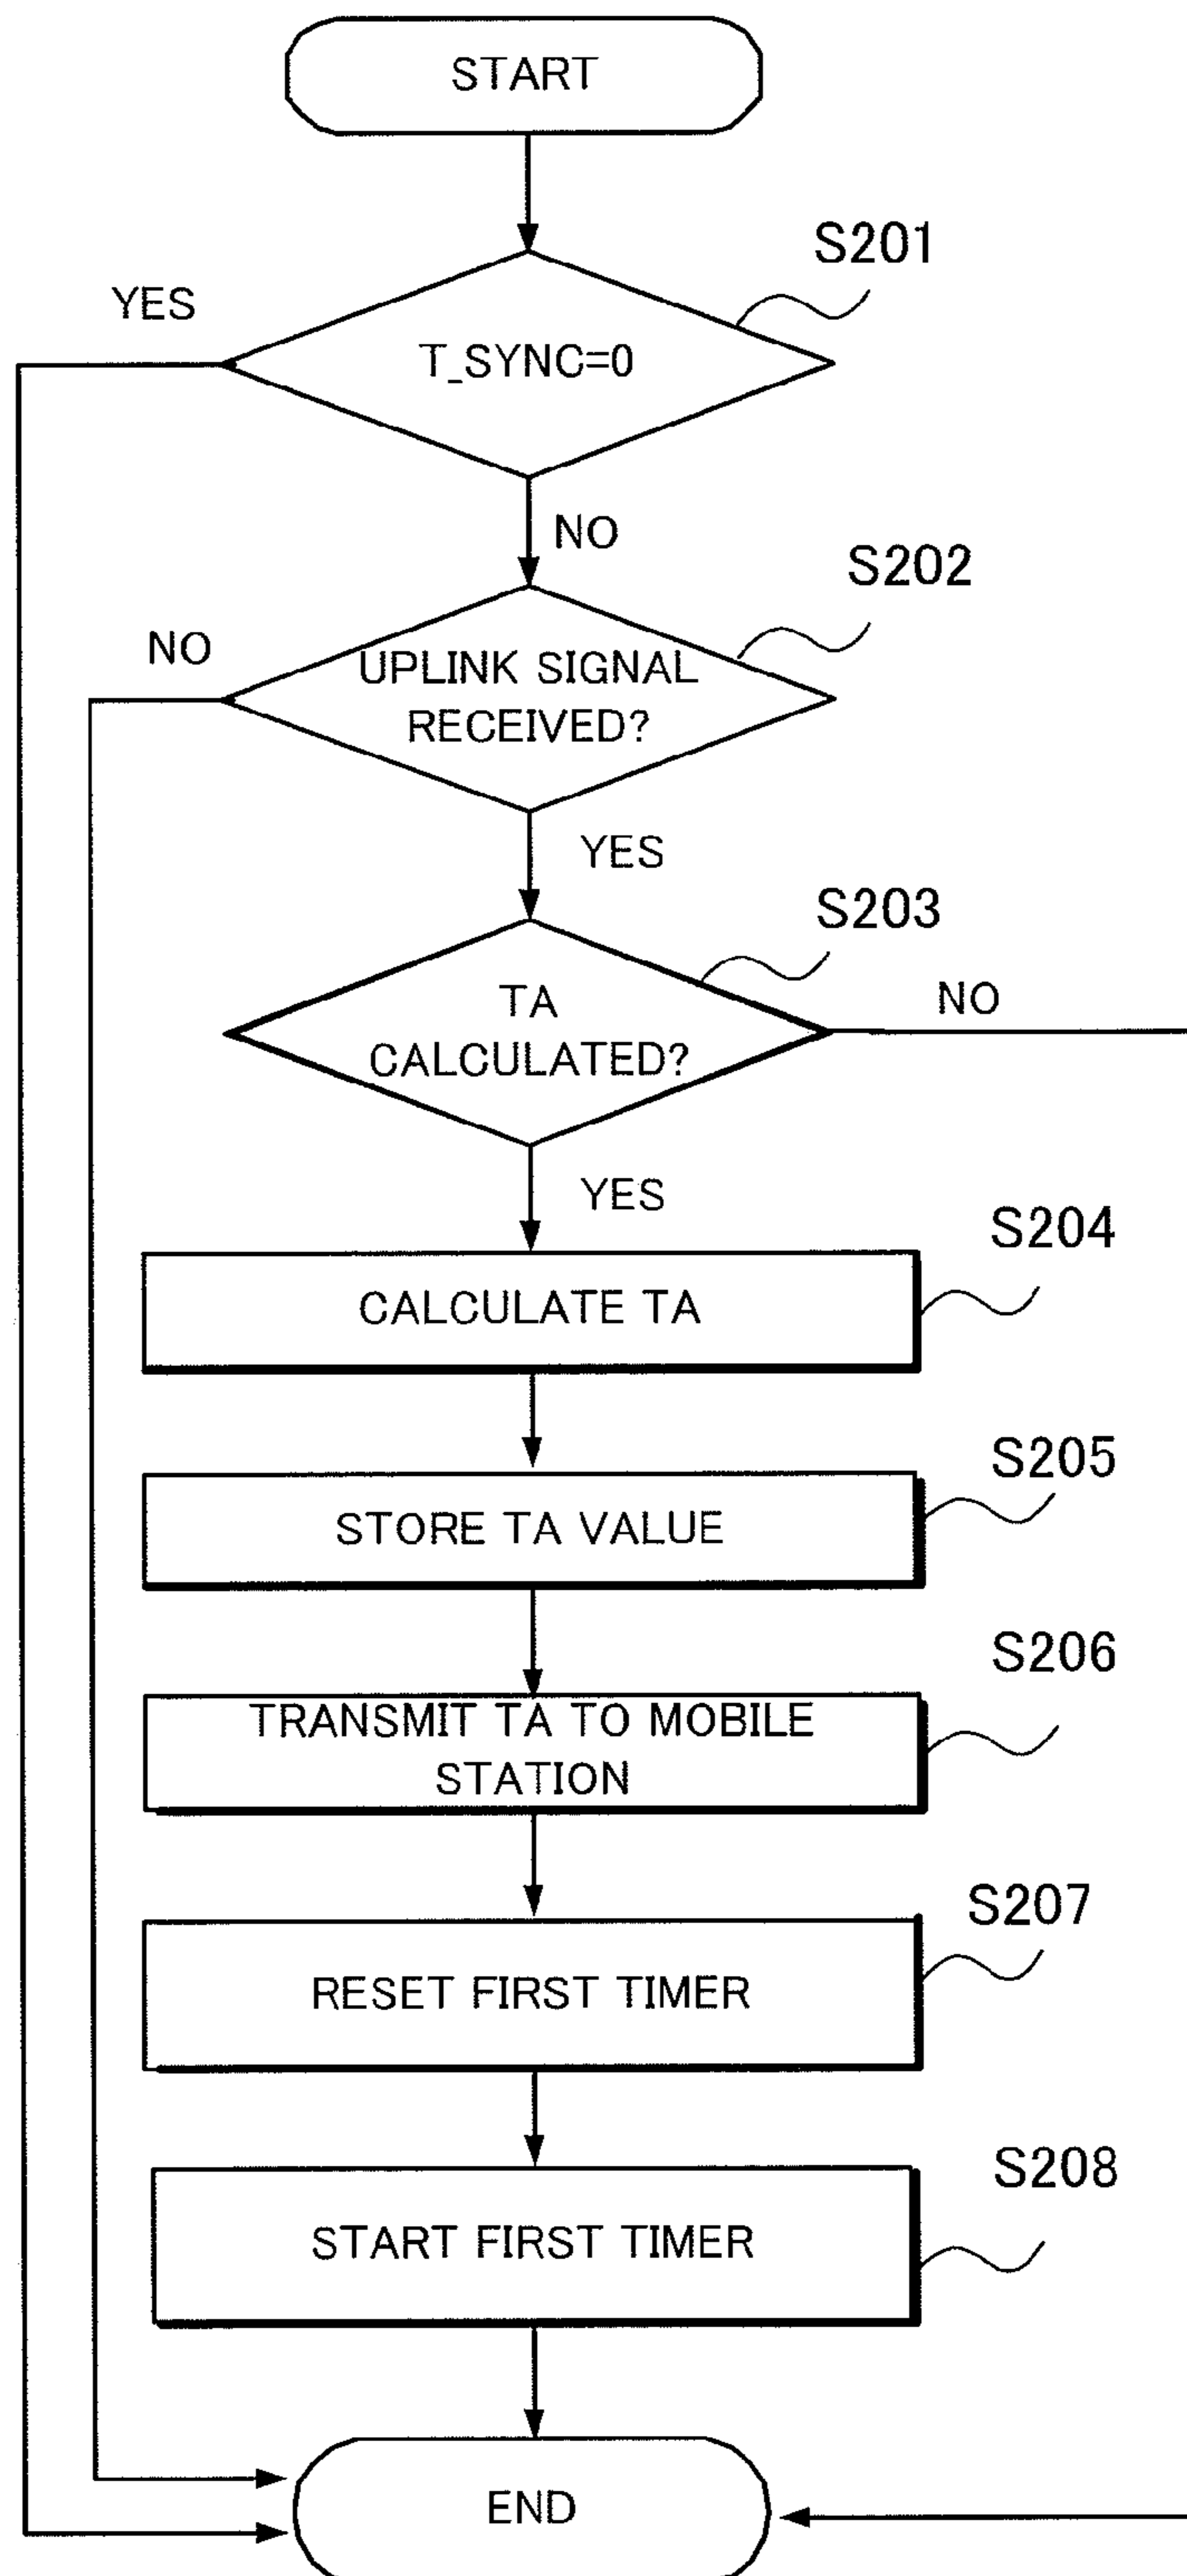 START
S201
YES
T_SYNC=0
NO
S202
NO
UPLINK SIGNAL
RECEIVED?
YES
S203
TA
CALCULATED?
NO
YES
S204
CALCULATE TA
S205
STORE TA VALUE
S206
TRANSMIT TA TO MOBILE
STATION
S207
RESET FIRST TIMER
S208
START FIRST TIMER
END